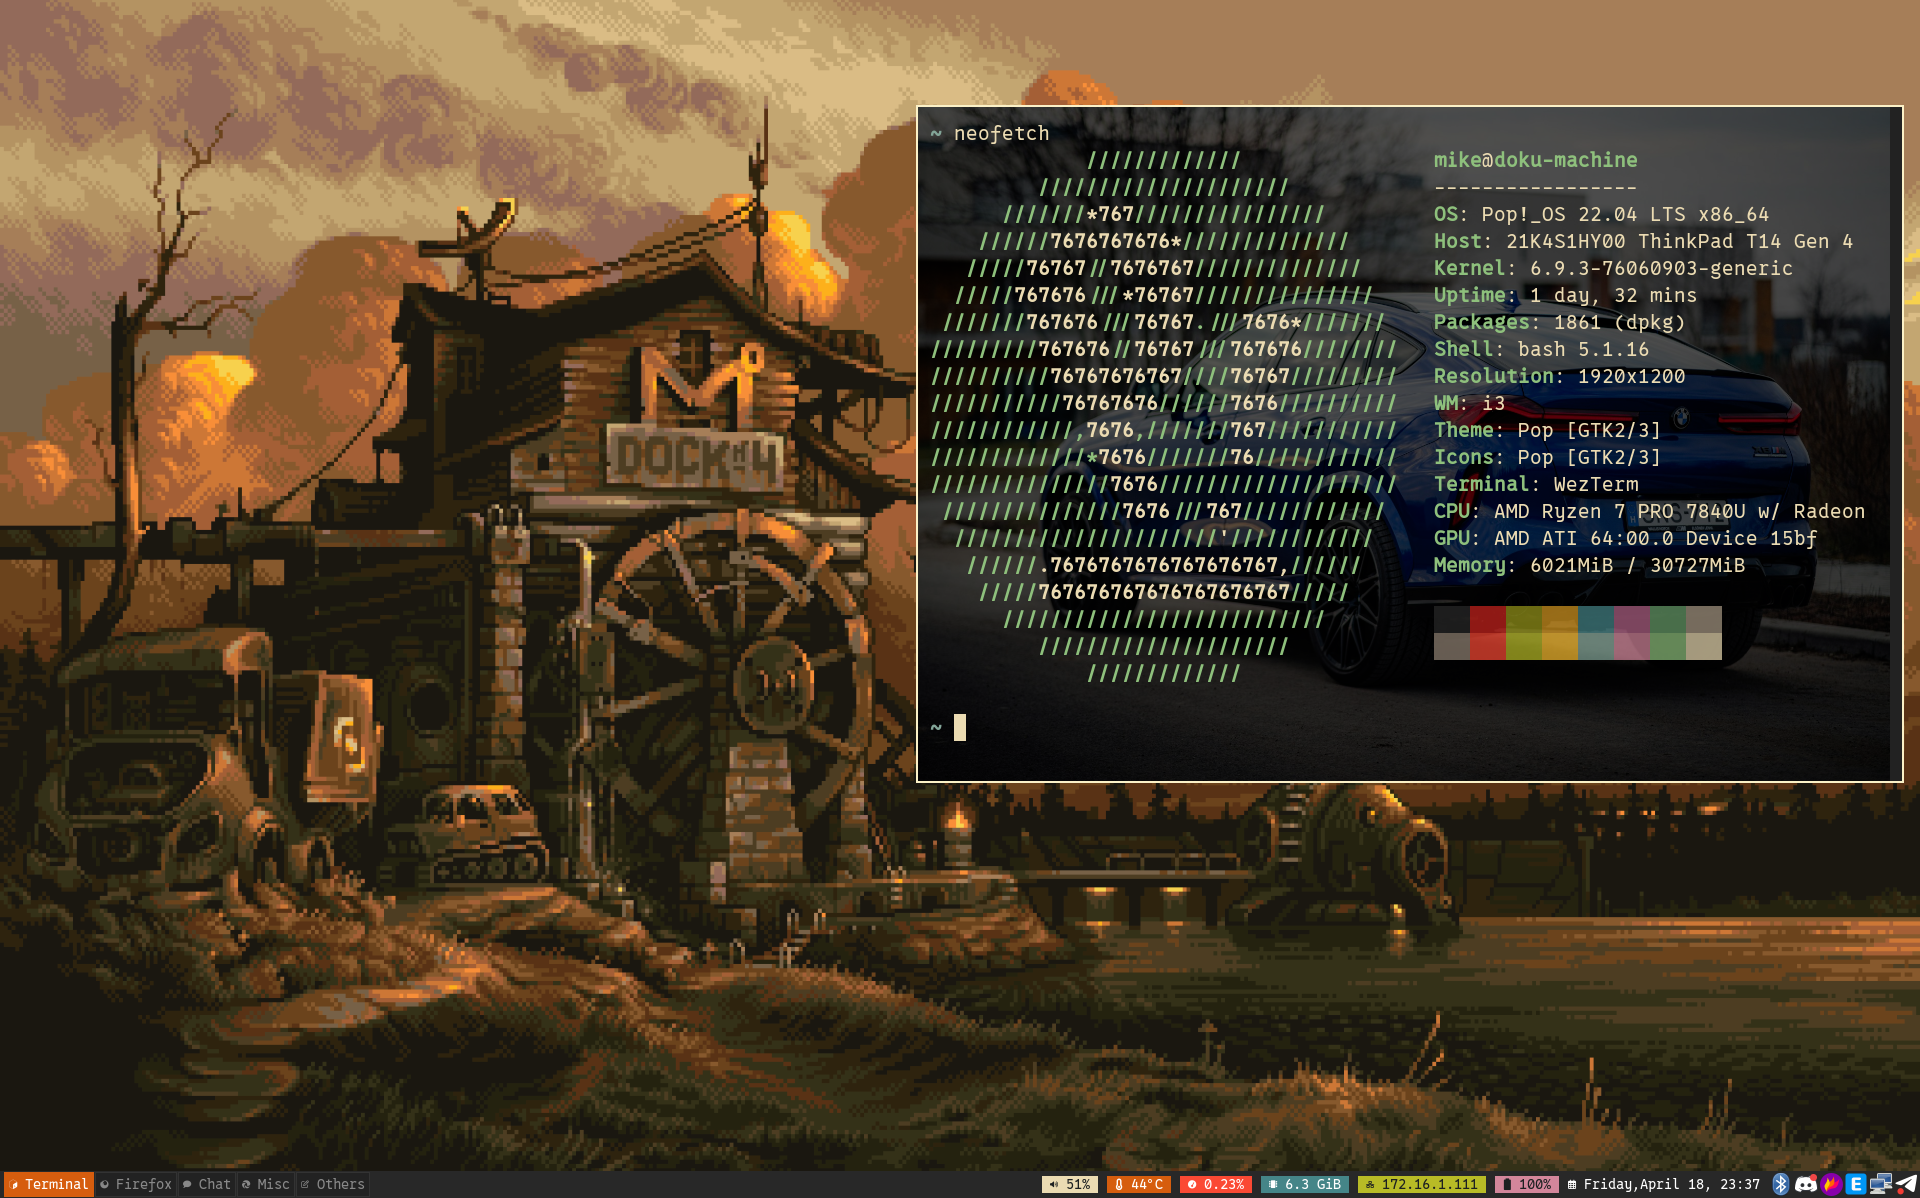 M
DOCK 4
~ neofetch
/////////////
/////////////////////
///////*767////////////////
//////7676767676*//////////////
/////76767//7676767//////////////
/////767676///*76767///////////////
///////767676///76767.///7676*///////
/////////767676//76767///767676////////
//////////76767676767////76767/////////
///////////76767676//////7676//////////
////////////,7676,///////767///////////
/////////////*7676///////76////////////
///////////////7676////////////////////
///////////////7676///767////////////
////////////////////////'////////////
//////.7676767676767676767,//////
/////767676767676767676767/////
///////////////////////////
/////////////////////
/////////////
mike@doku-machine
-----------------
OS: Pop!_OS 22.04 LTS x86_64
Host: 21K4S1HY00 ThinkPad T14 Gen 4
Kernel: 6.9.3-76060903-generic
Uptime: 1 day, 32 mins
Packages: 1861 (dpkg)
Shell: bash 5.1.16
Resolution: 1920x1200
WM: i3
Theme: Pop [GTK2/3]
Icons: Pop [GTK2/3]
Terminal: WezTerm
CPU: AMD Ryzen 7 PRO 7840U w/ Radeon
GPU: AMD ATI 64:00.0 Device 15bf
Memory: 6021MiB / 30727MiB
~
Terminal Firefox Chat Misc Others 51% 44°C 0.23% 6.3 GiB 172.16.1.111 100% Friday,April 18, 23:37